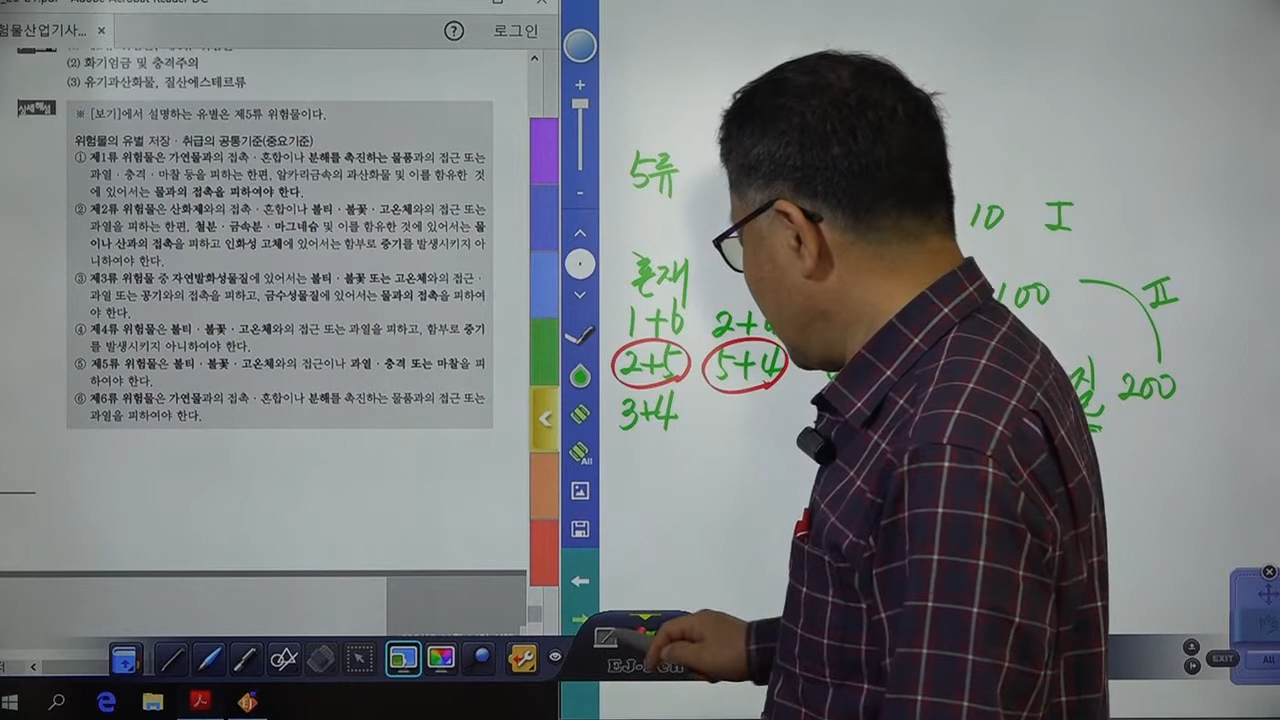 험물산업기사...
로그인
(2) 화기엄금 및 충격주의
(3) 유기과산화물, 질산에스테르류
상세해설
※ [보기]에서 설명하는 유별은 제5류 위험물이다.
위험물의 유별 저장·취급의 공통기준(중요기준)
① 제1류 위험물은 가연물과의 접촉·혼합이나 분해를 촉진하는 물품과의 접근 또는
과열·충격·마찰 등을 피하는 한편, 알카리금속의 과산화물 및 이를 함유한 것
에 있어서는 물과의 접촉을 피하여야 한다.
② 제2류 위험물은 산화제와의 접촉·혼합이나 불티·불꽃·고온체와의 접근 또는
과열을 피하는 한편, 철분·금속분·마그네슘 및 이를 함유한 것에 있어서는 물
이나 산과의 접촉을 피하고 인화성 고체에 있어서는 함부로 증기를 발생시키지 아
니하여야 한다.
③ 제3류 위험물 중 자연발화성물질에 있어서는 불티·불꽃 또는 고온체와의 접근·
과열 또는 공기와의 접촉을 피하고, 금수성물질에 있어서는 물과의 접촉을 피하여
야 한다.
④ 제4류 위험물은 불티·불꽃·고온체와의 접근 또는 과열을 피하고, 함부로 증기
를 발생시키지 아니하여야 한다.
⑤ 제5류 위험물은 불티·불꽃·고온체와의 접근이나 과열·충격 또는 마찰을 피
하여야 한다.
⑥ 제6류 위험물은 가연물과의 접촉·혼합이나 분해를 촉진하는 물품과의 접근 또는
과열을 피하여야 한다.
All
5류
10 I
혼재
100 II
1+6 2+
2+5 5+4
질 200
3+4
EXIT
All